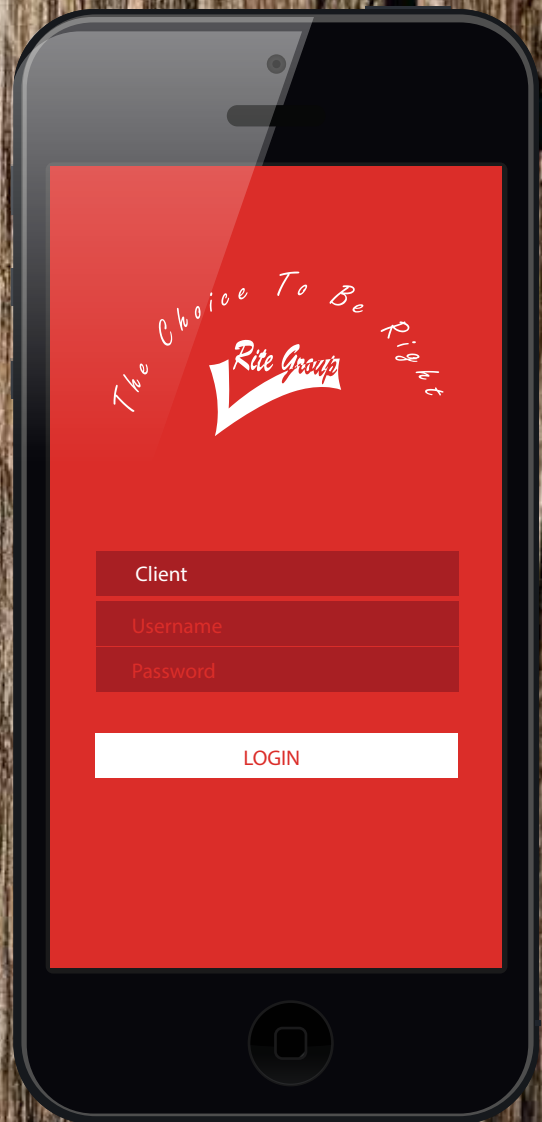 The Choice To Be Right
Rite Group
Client
Username
Password
LOGIN